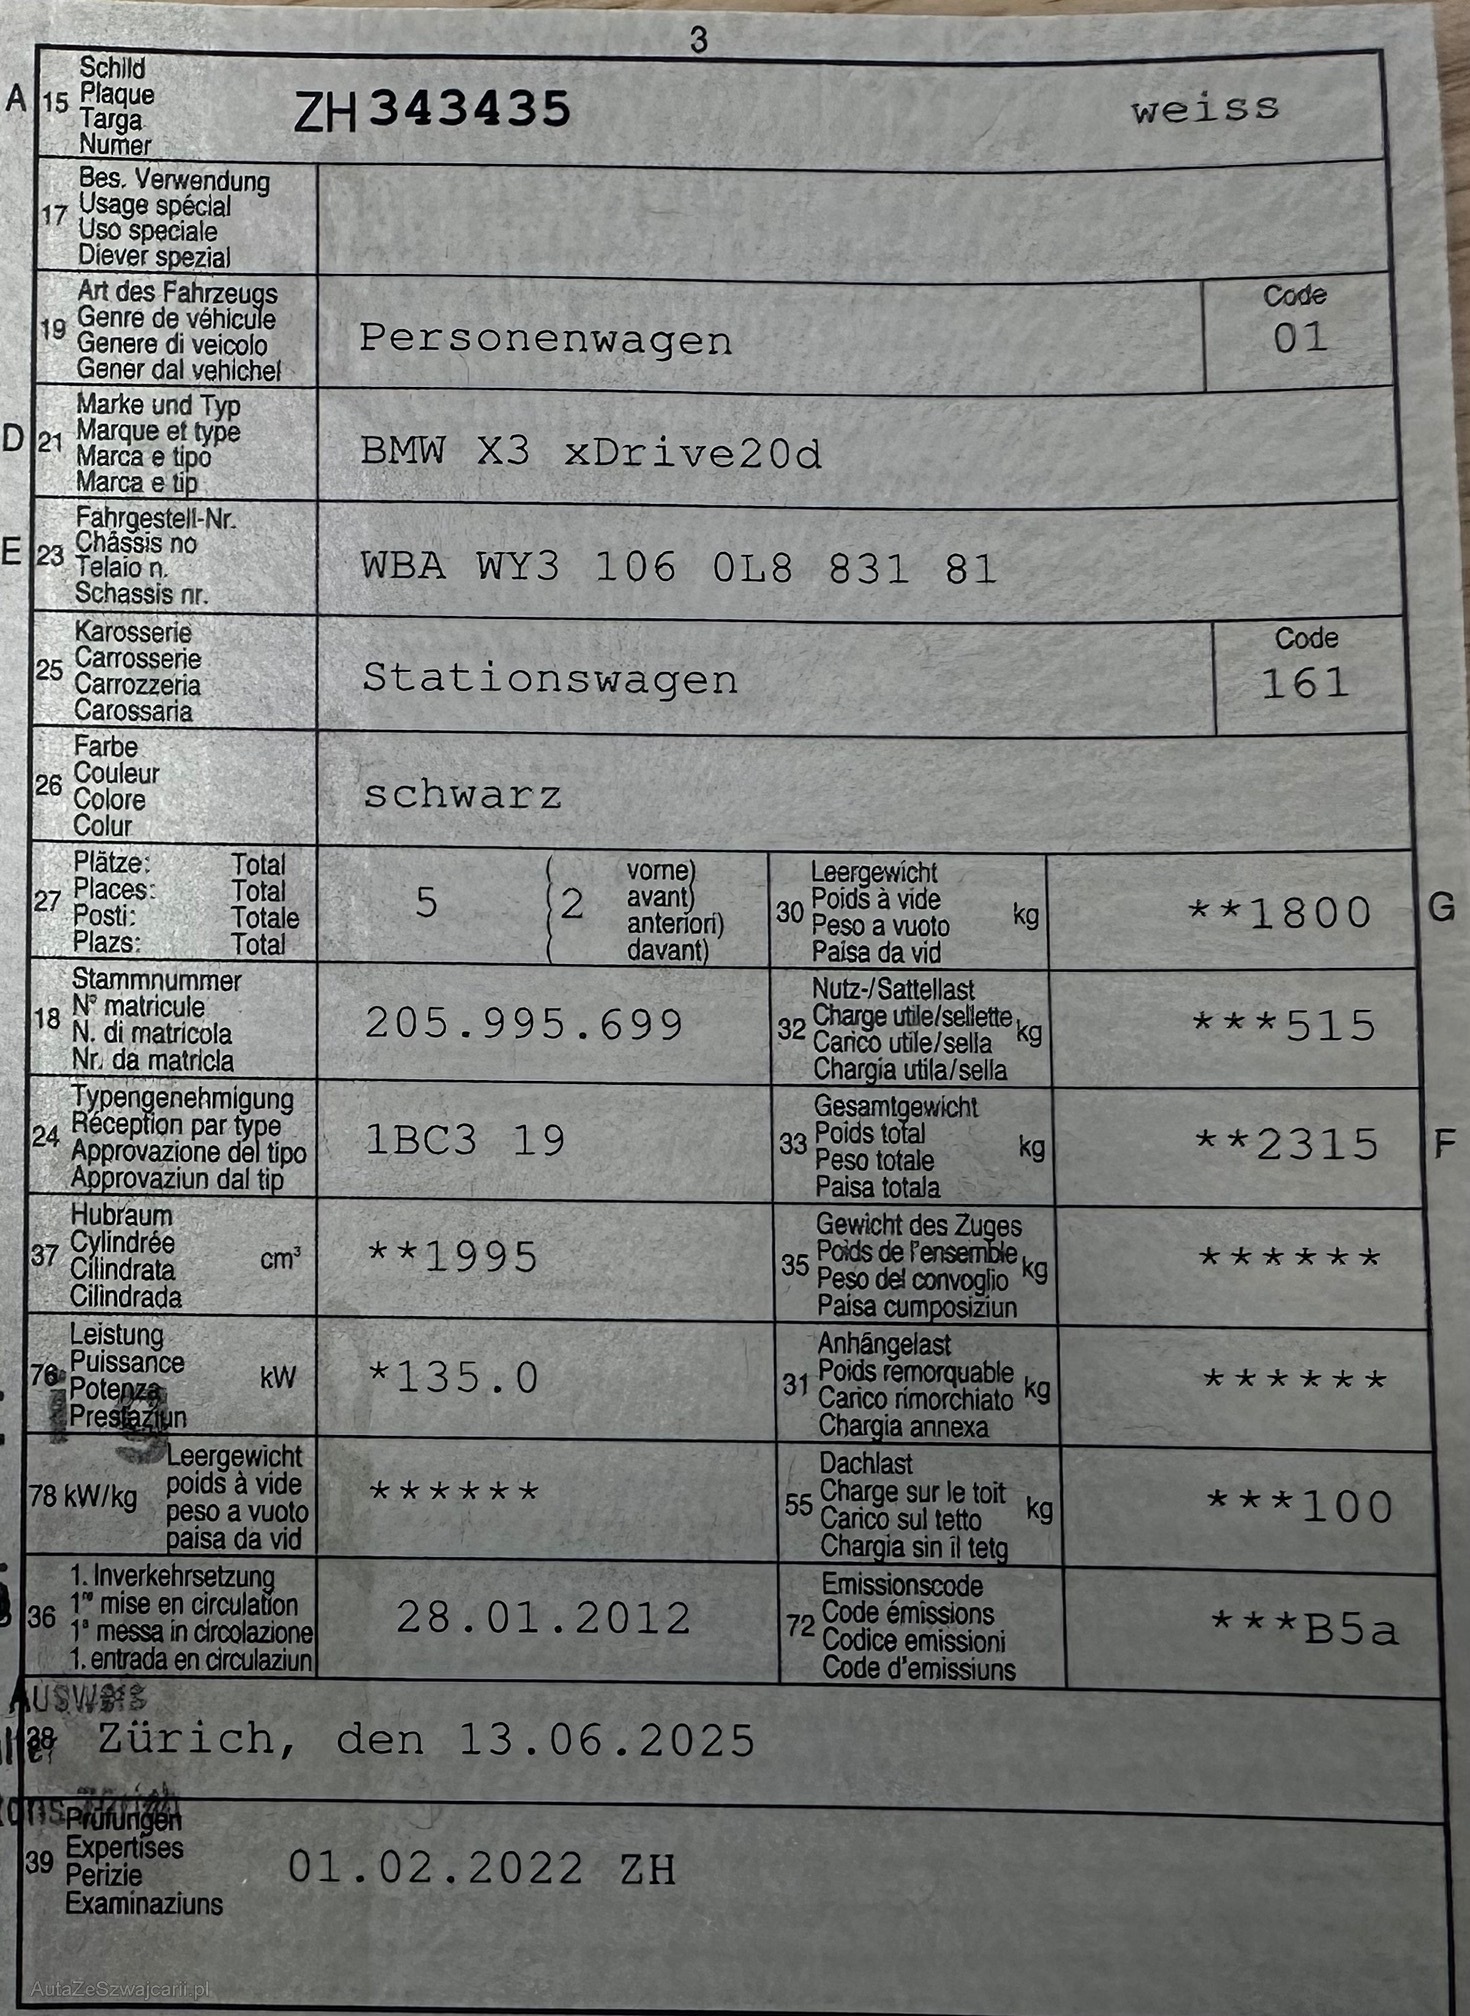 3
A 15 Schild
Plaque
Targa
Numer
ZH 343435 weiss
17 Bes. Verwendung
Usage spécial
Uso speciale
Diever spezial
19 Art des Fahrzeugs
Genre de véhicule
Genere di veicolo
Gener dal vehichel
Personenwagen
Code
01
D 21 Marke und Typ
Marque et type
Marca e tipo
Marca e tip
BMW X3 xDrive20d
E 23 Fahrgestell-Nr.
Châssis no
Telaio n.
Schassis nr.
WBA WY3 106 0L8 831 81
25 Karosserie
Carrosserie
Carrozzeria
Carossaria
Stationswagen
Code
161
26 Farbe
Couleur
Colore
Colur
schwarz
27 Plätze: Total
Places: Total
Posti: Totale
Plazs: Total
5 ( 2 vorne)
avant)
anteriori)
davant)
30 Leergewicht
Poids à vide
Peso a vuoto
Paisa da vid
kg **1800 G
18 Stammnummer
N° matricule
N. di matricola
Nr. da matricla
205.995.699
32 Nutz-/Sattellast
Charge utile/sellette
Carico utile/sella
Chargia utila/sella
kg ***515
24 Typengenehmigung
Réception par type
Approvazione del tipo
Approvaziun dal tip
1BC3 19
33 Gesamtgewicht
Poids total
Peso totale
Paisa totala
kg **2315 F
37 Hubraum
Cylindrée
Cilindrata
Cilindrada
cm³ **1995
35 Gewicht des Zuges
Poids de l'ensemble
Peso del convoglio
Paisa cumposiziun
kg ******
76 Leistung
Puissance
Potenza
Prestaziun
kW *135.0
31 Anhängelast
Poids remorquable
Carico rimorchiato
Chargia annexa
kg ******
78 kW/kg Leergewicht
poids à vide
peso a vuoto
paisa da vid
******
55 Dachlast
Charge sur le toit
Carico sul tetto
Chargia sin il tetg
kg ***100
36 1. Inverkehrsetzung
1re mise en circulation
1a messa in circolazione
1. entrada en circulaziun
28.01.2012
72 Emissionscode
Code émissions
Codice emissioni
Code d'emissiuns
***B5a
38 Zürich, den 13.06.2025
39 Prüfungen
Expertises
Perizie
Examinaziuns
01.02.2022 ZH
AutaZeSzwajcarii.pl